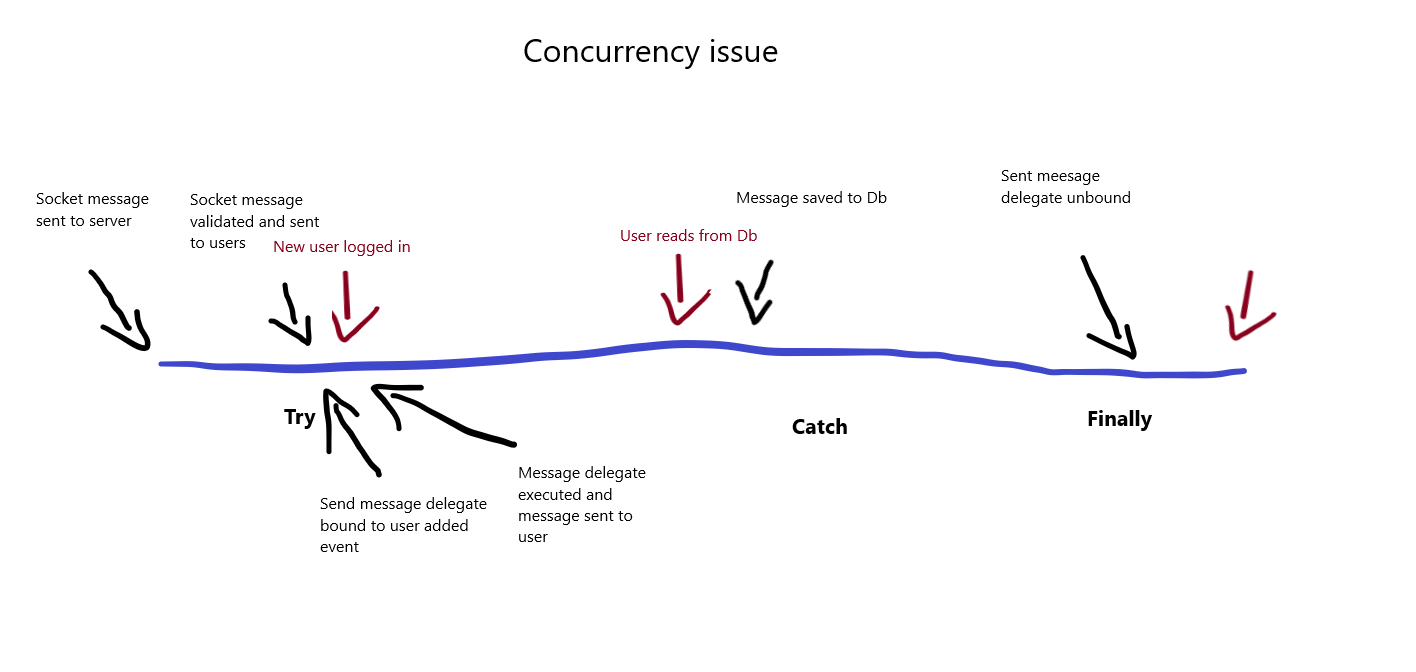 Concurrency issue
Socket message
sent to server
Socket message
validated and sent
to users
New user logged in
User reads from Db
Message saved to Db
Sent meesage
delegate unbound
Try
Catch
Finally
Send message delegate
bound to user added
event
Message delegate
executed and
message sent to
user